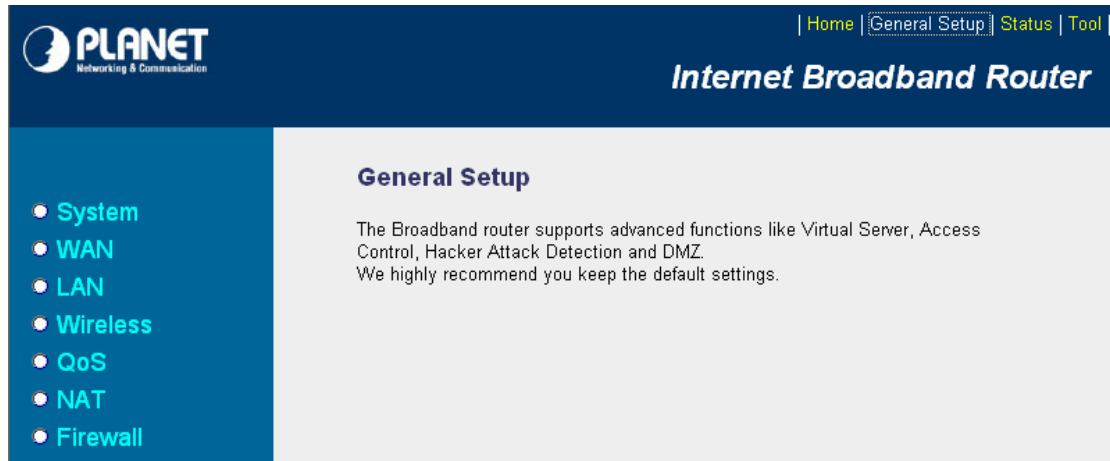 PLANET
Networking & Communication
| Home | General Setup | Status | Tool |
Internet Broadband Router
System
WAN
LAN
Wireless
QoS
NAT
Firewall
General Setup
The Broadband router supports advanced functions like Virtual Server, Access
Control, Hacker Attack Detection and DMZ.
We highly recommend you keep the default settings.